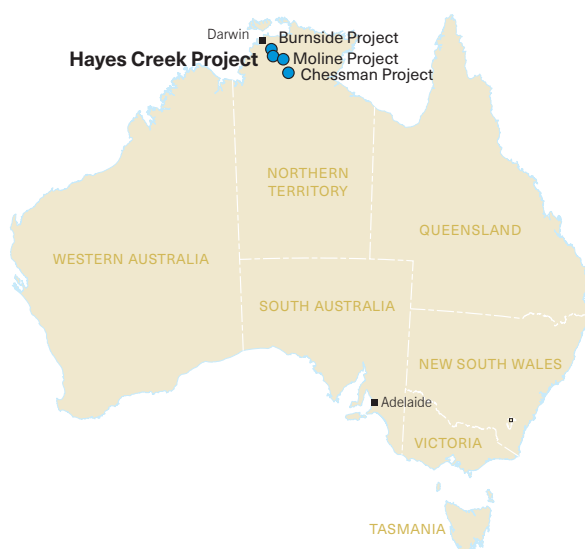 Darwin
Burnside Project
Hayes Creek Project
Moline Project
Chessman Project
NORTHERN
TERRITORY
QUEENSLAND
WESTERN AUSTRALIA
SOUTH AUSTRALIA
NEW SOUTH WALES
Adelaide
VICTORIA
TASMANIA